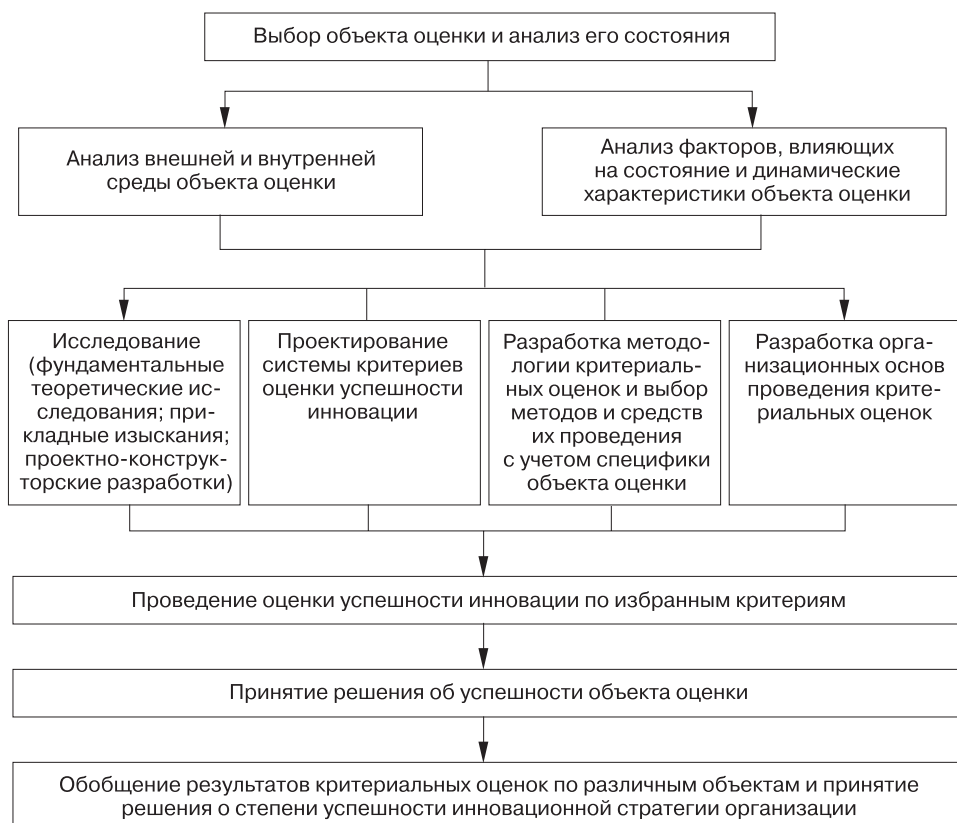 Выбор объекта оценки и анализ его состояния
Анализ внешней и внутренней
среды объекта оценки
Анализ факторов, влияющих
на состояние и динамические
характеристики объекта оценки
Исследование
(фундаментальные
теоретические ис-
следования; при-
кладные изыскания;
проектно-конструк-
торские разработки)
Проектирование
системы критериев
оценки успешности
инновации
Разработка методо-
логии критериаль-
ных оценок и выбор
методов и средств
их проведения
с учетом специфики
объекта оценки
Разработка орга-
низационных основ
проведения крите-
риальных оценок
Проведение оценки успешности инновации по избранным критериям
Принятие решения об успешности объекта оценки
Обобщение результатов критериальных оценок по различным объектам и принятие
решения о степени успешности инновационной стратегии организации